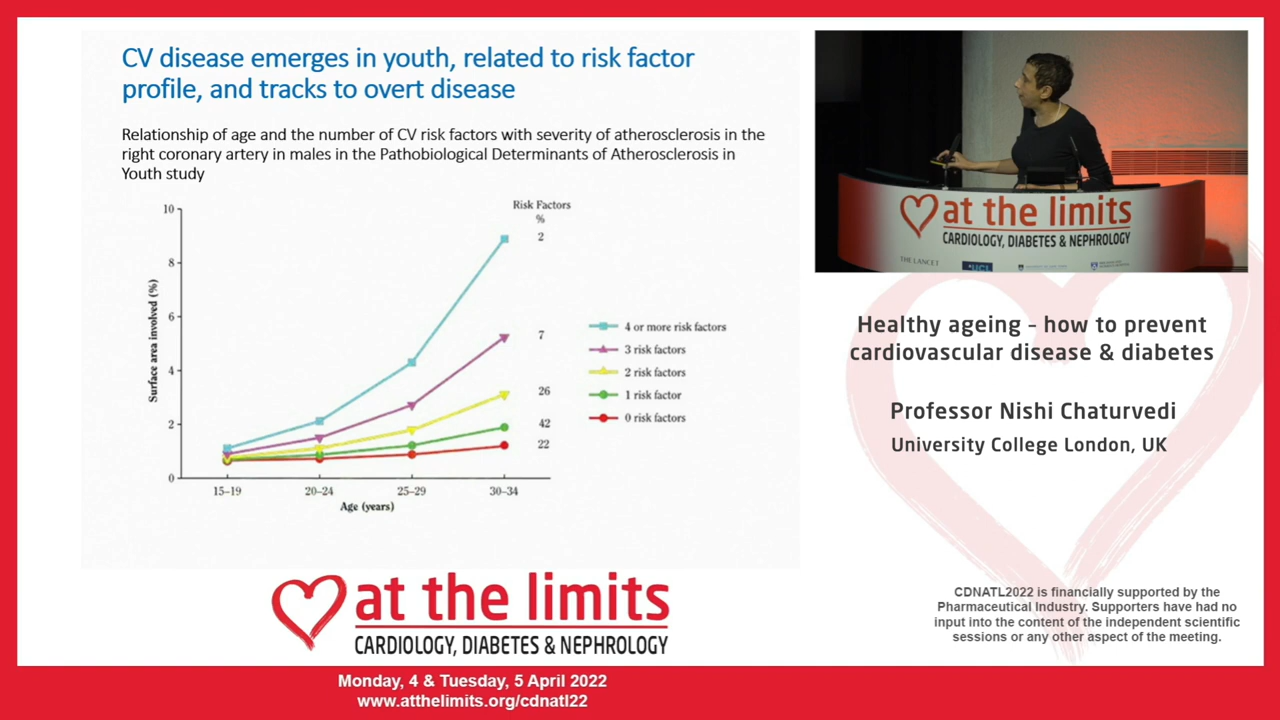 CV disease emerges in youth, related to risk factor
profile, and tracks to overt disease
Relationship of age and the number of CV risk factors with severity of atherosclerosis in the
right coronary artery in males in the Pathobiological Determinants of Atherosclerosis in
Youth study
Surface area involved (%)
10
8
6
4
2
0
15–19
20–24
25–29
30–34
Age (years)
Risk Factors
%
2
7
26
42
22
4 or more risk factors
3 risk factors
2 risk factors
1 risk factor
0 risk factors
at the limits
CARDIOLOGY, DIABETES & NEPHROLOGY
THE LANCET
UCL
Healthy ageing – how to prevent
cardiovascular disease & diabetes
Professor Nishi Chaturvedi
University College London, UK
CDNATL2022 is financially supported by the
Pharmaceutical Industry. Supporters have had no
input into the content of the independent scientific
sessions or any other aspect of the meeting.
at the limits
CARDIOLOGY, DIABETES & NEPHROLOGY
Monday, 4 & Tuesday, 5 April 2022
www.atthelimits.org/cdnatl22